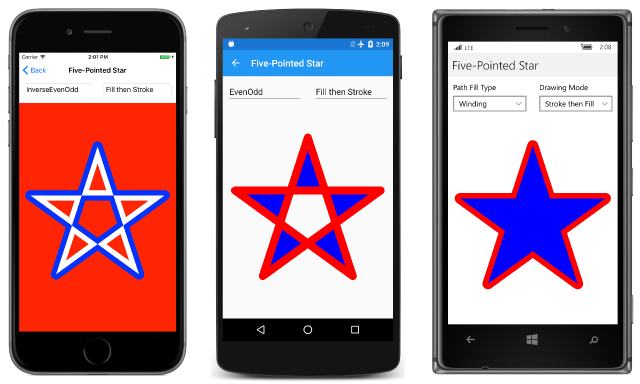 Carrier 2:01 PM
Back Five-Pointed Star
InverseEvenOdd Fill then Stroke
2:09
Five-Pointed Star
EvenOdd Fill then Stroke
LTE 2:08
Five-Pointed Star
Path Fill Type Drawing Mode
Winding Stroke then Fill